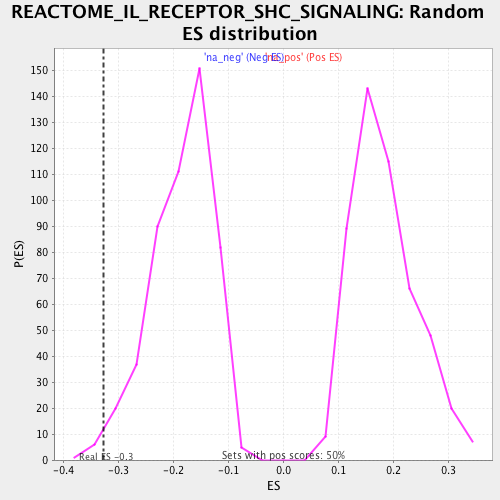 REACTOME_IL_RECEPTOR_SHC_SIGNALING: Random
ES distribution
'na_neg' (Neg ES)
'na_pos' (Pos ES)
150
140
130
120
110
100
90
80
70
60
50
40
30
20
10
0
P(ES)
Real ES -0.3
Sets with pos scores: 50%
-0.4 -0.3 -0.2 -0.1 0.0 0.1 0.2 0.3
ES